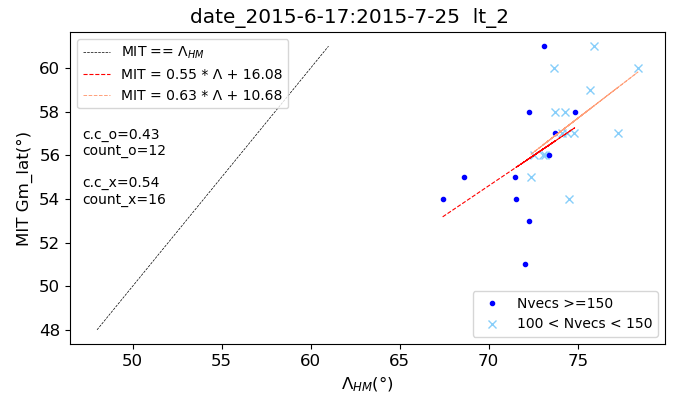 date_2015-6-17:2015-7-25  lt_2
MIT == Λ_HM
MIT = 0.55 * Λ + 16.08
MIT = 0.63 * Λ + 10.68
c.c_o=0.43
count_o=12
c.c_x=0.54
count_x=16
MIT Gm_lat(°)
60
58
56
54
52
50
48
Nvecs >=150
100 < Nvecs < 150
50 55 60 65 70 75
Λ_HM(°)